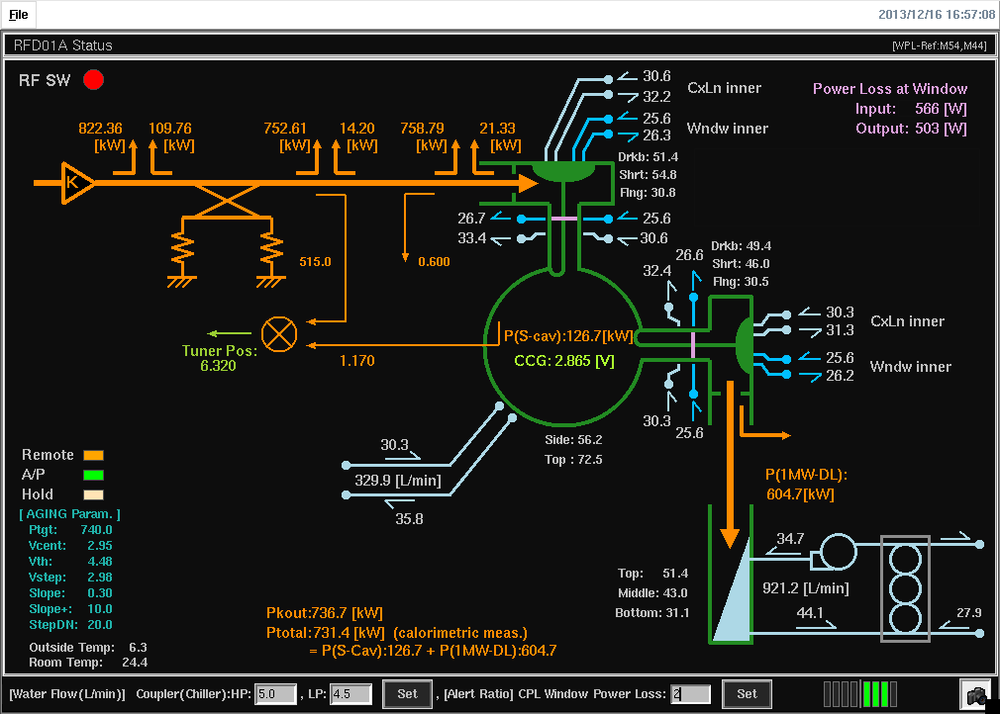 File 2013/12/16 16:57:08
RFD01A Status [WPL-Ref:M54,M44]
RF SW
822.36 [kW] 109.76 [kW]
752.61 [kW] 14.20 [kW]
758.79 [kW] 21.33 [kW]
K
30.6
32.2
CxLn inner
25.6
26.3
Wndw inner
Power Loss at Window
Input: 566 [W]
Output: 503 [W]
Drkb: 51.4
Shrt: 54.8
Flng: 30.8
26.7 25.6
33.4 30.6
515.0
0.600
Drkb: 49.4
Shrt: 46.0
Flng: 30.5
26.6
32.4
30.3
31.3
CxLn inner
25.6
26.2
Wndw inner
30.3
25.6
P(S-cav):126.7[kW]
CCG: 2.865 [V]
Tuner Pos:
6.320
1.170
Side: 56.2
Top : 72.5
30.3
329.9 [L/min]
35.8
P(1MW-DL):
604.7[kW]
Remote
A/P
Hold
[ AGING Param. ]
Ptgt: 740.0
Vcent: 2.95
Vth: 4.48
Vstep: 2.98
Slope: 0.30
Slope+: 10.0
StepDN: 20.0
Outside Temp: 6.3
Room Temp: 24.4
34.7
921.2 [L/min]
44.1
27.9
Top: 51.4
Middle: 43.0
Bottom: 31.1
Pkout:736.7 [kW]
Ptotal:731.4 [kW] (calorimetric meas.)
= P(S-Cav):126.7 + P(1MW-DL):604.7
[Water Flow(L/min)] Coupler(Chiller):HP: 5.0 , LP: 4.5 Set , [Alert Ratio] CPL Window Power Loss: 2 Set